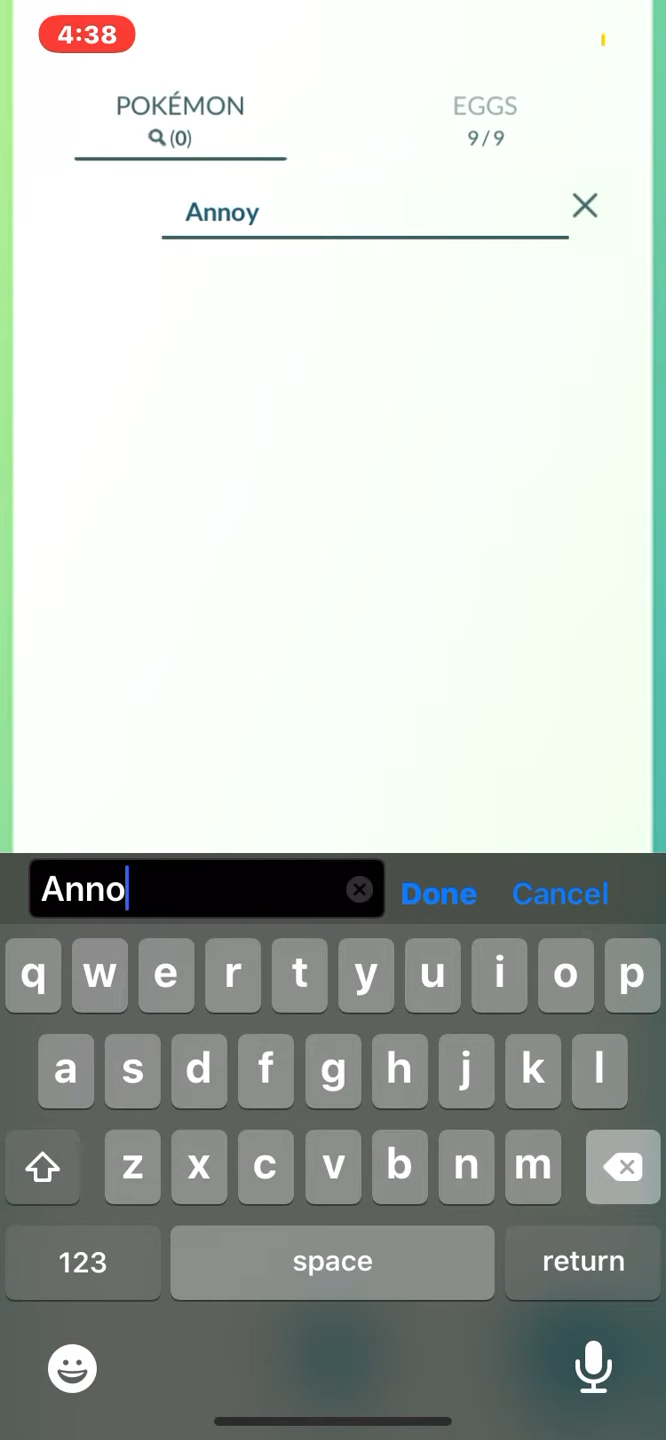 4:38
POKÉMON
(0)
EGGS
9/9
Annoy
Anno
Done
Cancel
q w e r t y u i o p
a s d f g h j k l
z x c v b n m
123
space
return